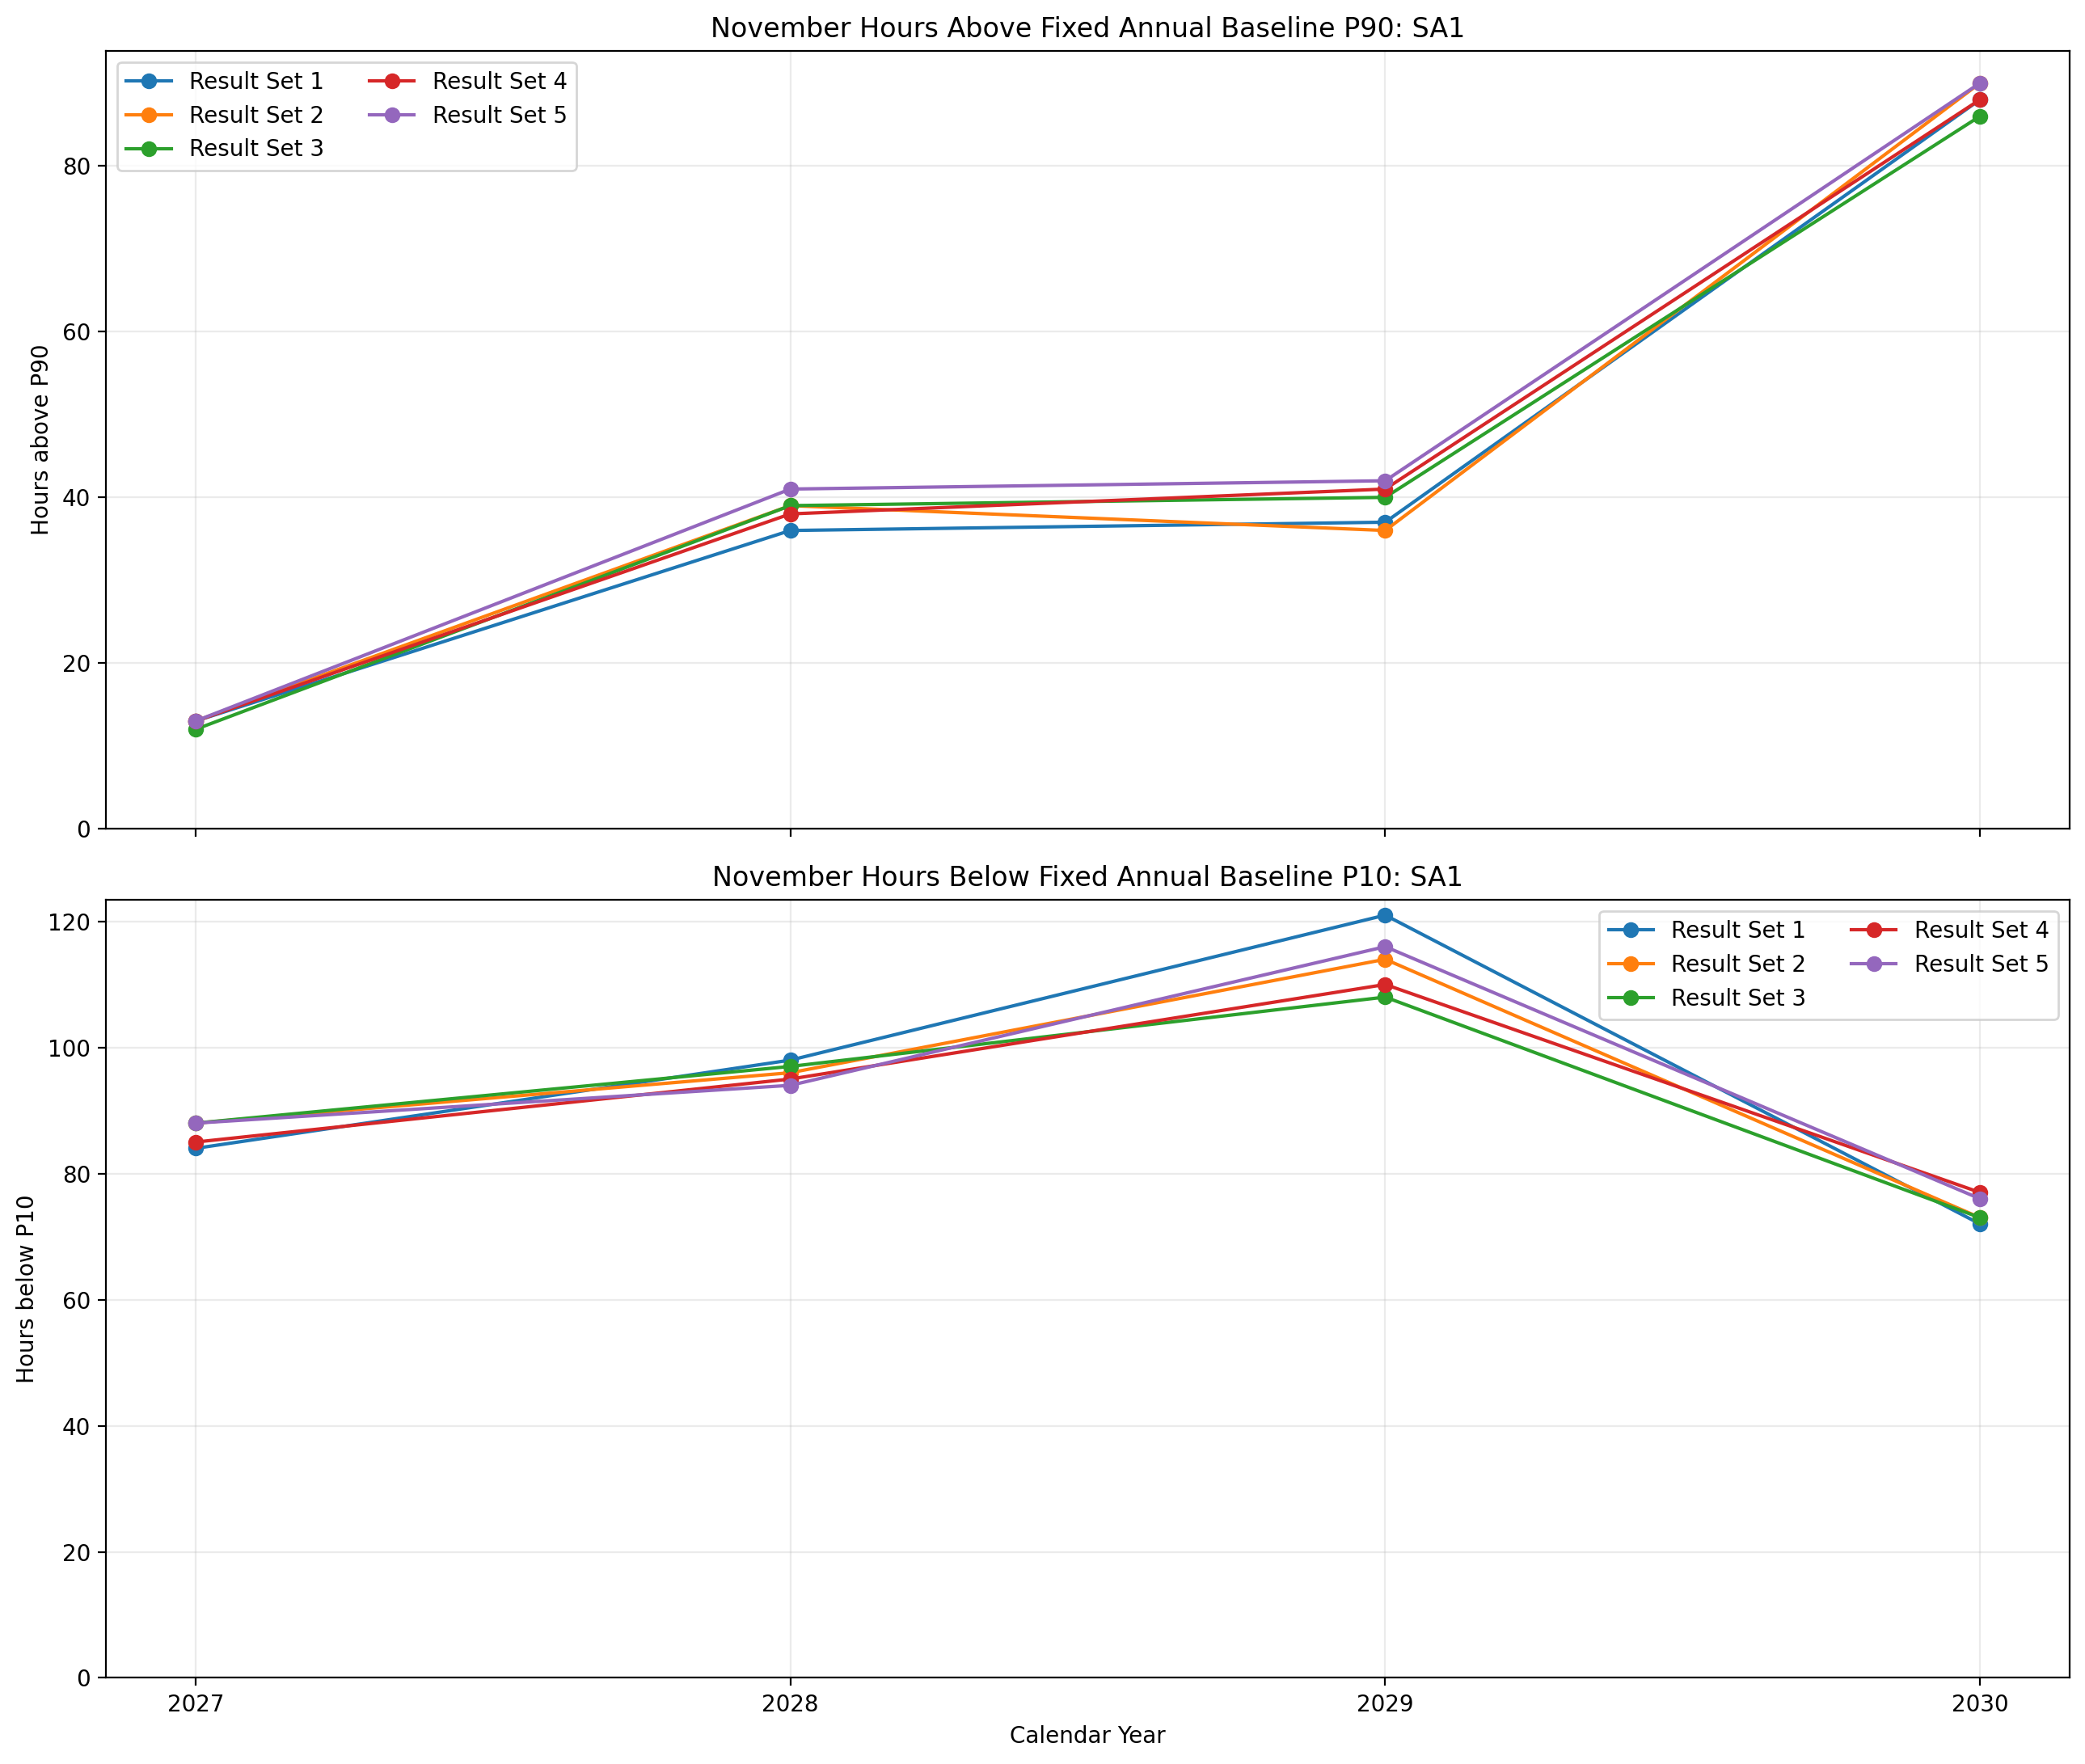 November Hours Above Fixed Annual Baseline P90: SA1
Result Set 1
Result Set 2
Result Set 3
Result Set 4
Result Set 5
Hours above P90
80
60
40
20
0
November Hours Below Fixed Annual Baseline P10: SA1
Result Set 1
Result Set 2
Result Set 3
Result Set 4
Result Set 5
Hours below P10
120
100
80
60
40
20
0
2027 2028 2029 2030
Calendar Year